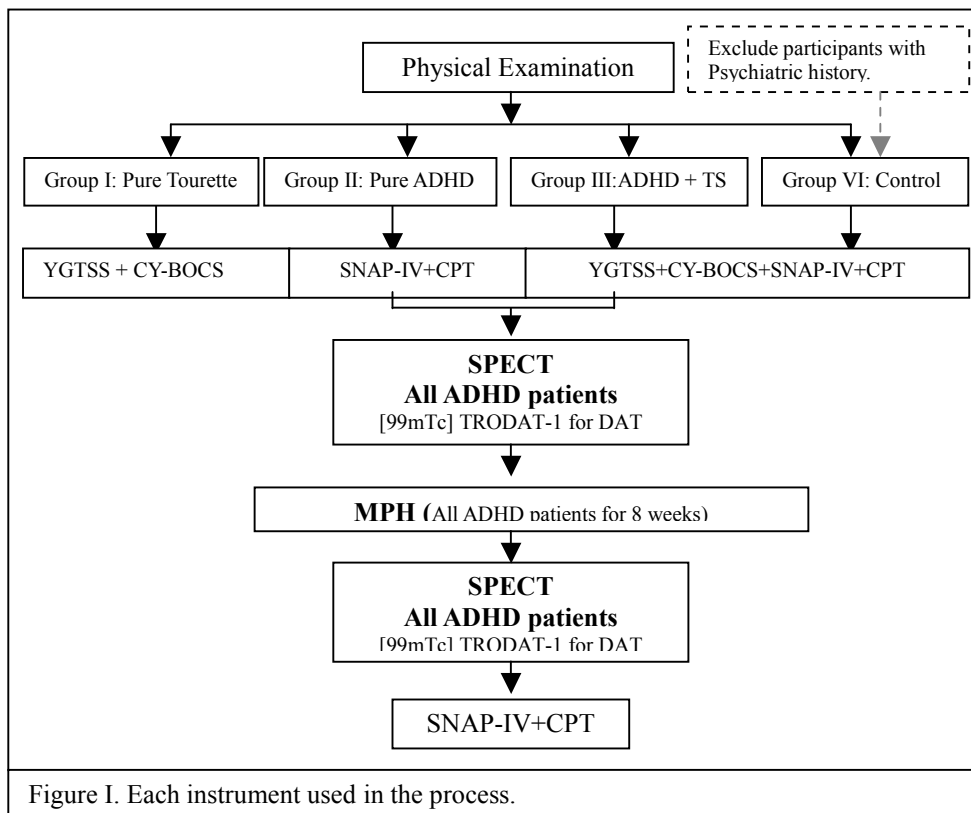 Exclude participants with
Psychiatric history.
Physical Examination
Group I: Pure Tourette
Group II: Pure ADHD
Group III:ADHD + TS
Group VI: Control
YGTSS + CY-BOCS
SNAP-IV+CPT
YGTSS+CY-BOCS+SNAP-IV+CPT
SPECT
All ADHD patients
[99mTc] TRODAT-1 for DAT
MPH (All ADHD patients for 8 weeks)
SPECT
All ADHD patients
[99mTc] TRODAT-1 for DAT
SNAP-IV+CPT
Figure I. Each instrument used in the process.